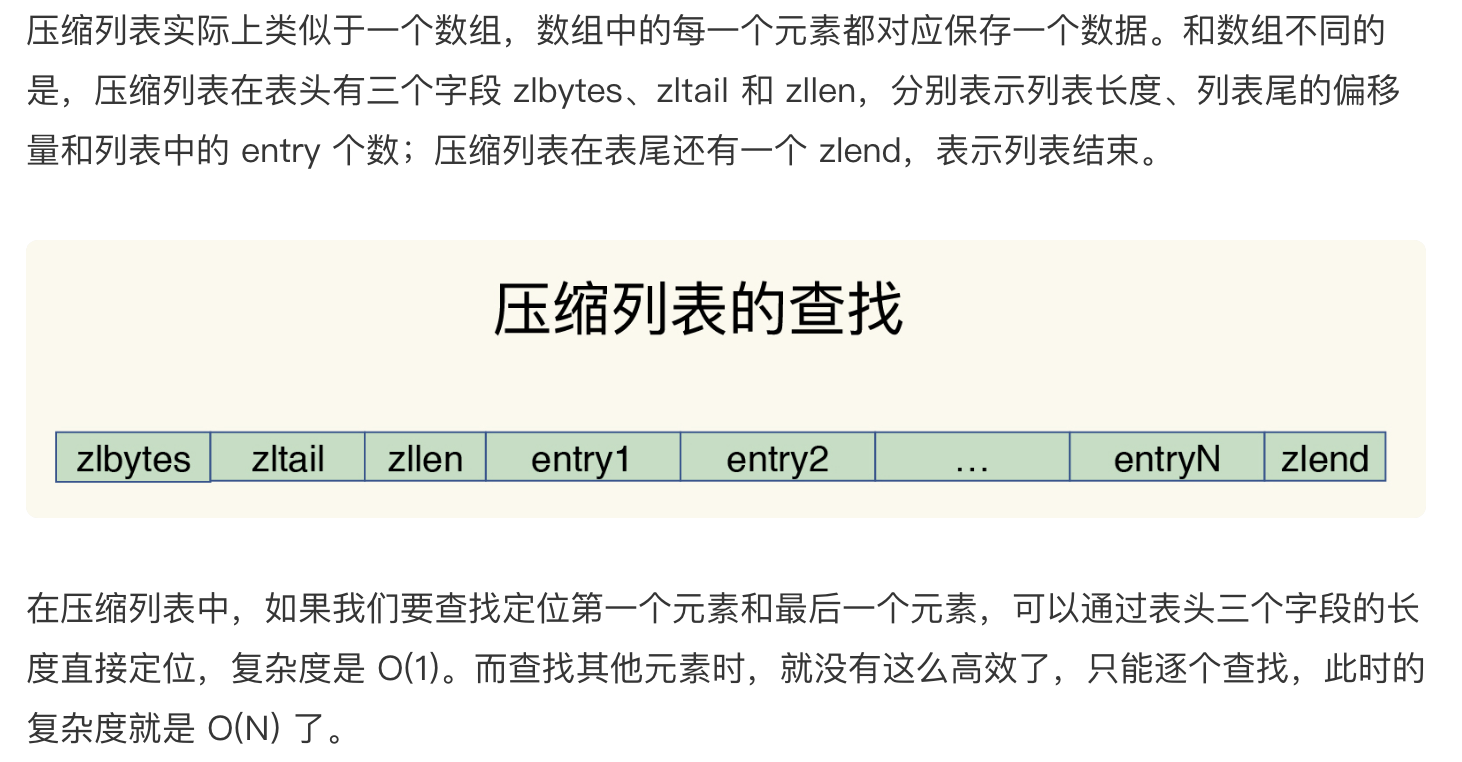 压缩列表实际上类似于一个数组，数组中的每一个元素都对应保存一个数据。和数组不同的
是，压缩列表在表头有三个字段 zlbytes、zltail 和 zllen，分别表示列表长度、列表尾的偏移
量和列表中的 entry 个数；压缩列表在表尾还有一个 zlend，表示列表结束。
压缩列表的查找
zlbytes zltail zllen entry1 entry2 … entryN zlend
在压缩列表中，如果我们要查找定位第一个元素和最后一个元素，可以通过表头三个字段的长
度直接定位，复杂度是 O(1)。而查找其他元素时，就没有这么高效了，只能逐个查找，此时的
复杂度就是 O(N) 了。